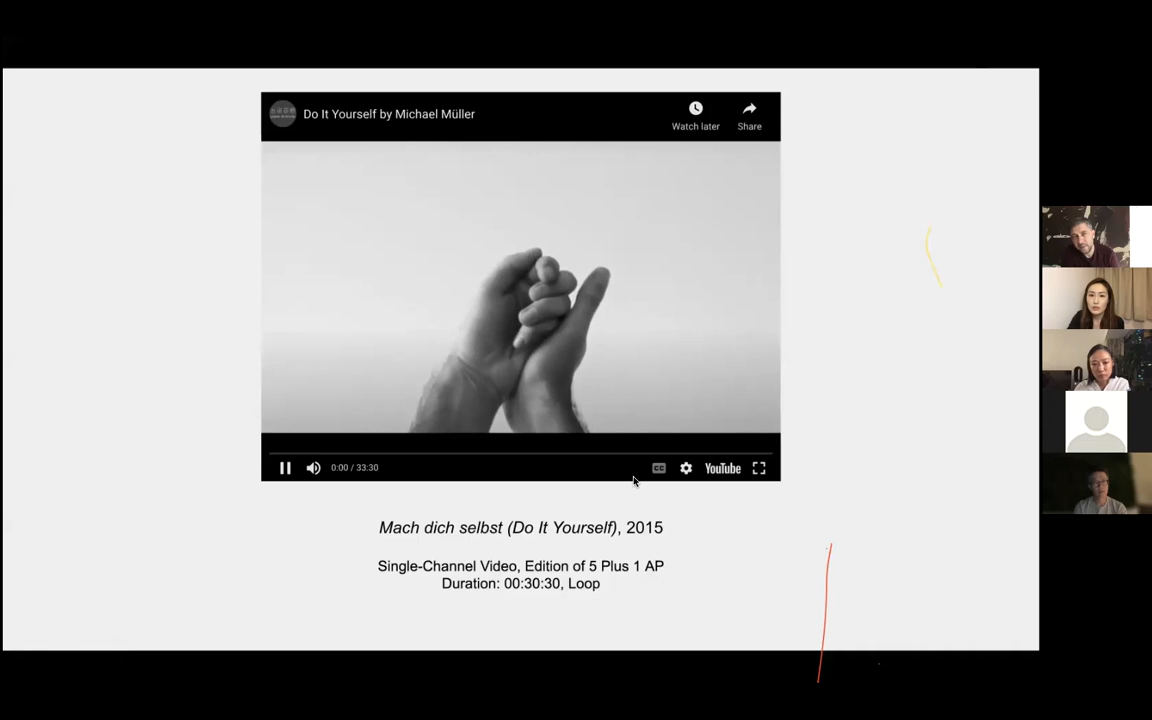 Do It Yourself by Michael Müller
Watch later
Share
0:00 / 33:30
CC
YouTube
Mach dich selbst (Do It Yourself), 2015
Single-Channel Video, Edition of 5 Plus 1 AP
Duration: 00:30:30, Loop